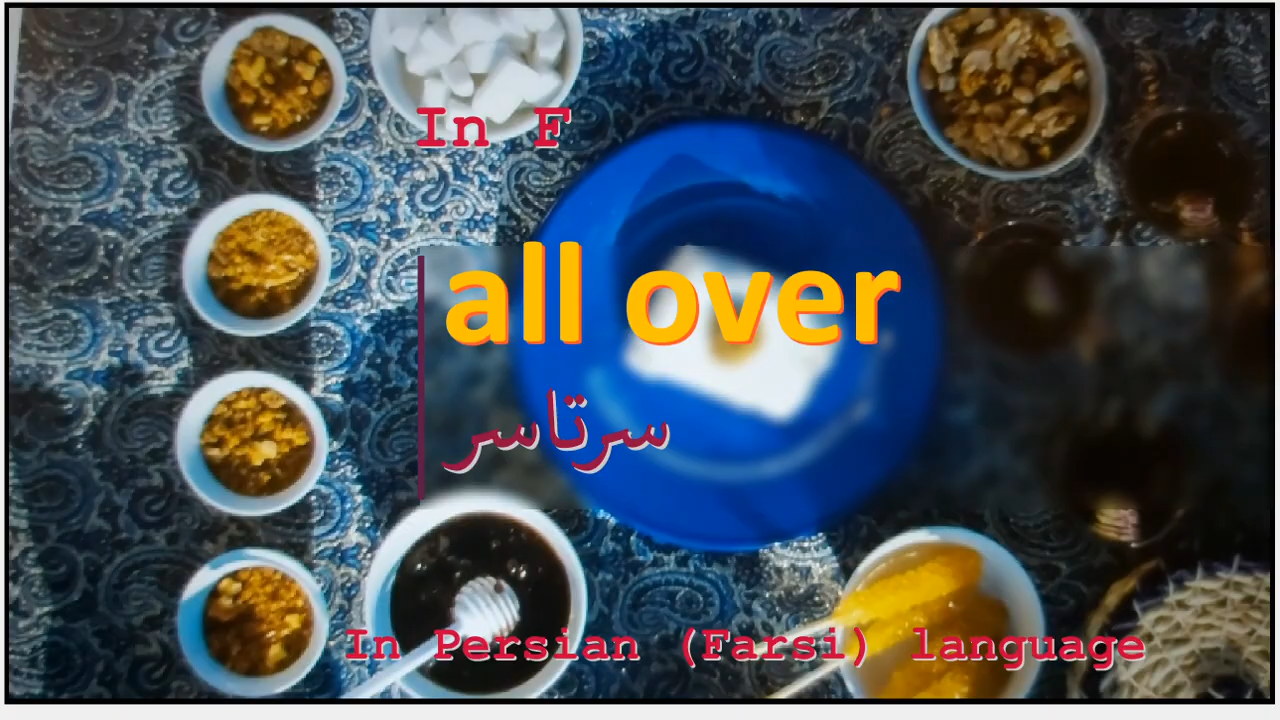 In F
all over
سرتاسر
In Persian (Farsi) language